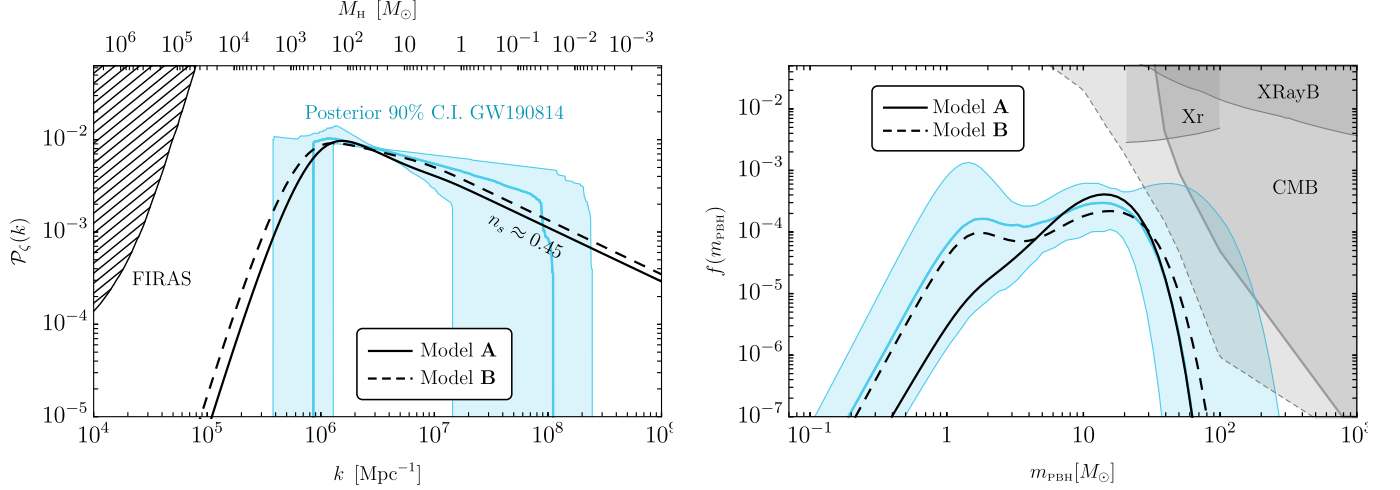 M_H [M_⊙]
10^6 10^5 10^4 10^3 10^2 10 1 10^{-1} 10^{-2} 10^{-3}
Posterior 90% C.I. GW190814
10^{-2}
10^{-3}
10^{-4}
10^{-5}
P_ζ(k)
FIRAS
n_s ≈ 0.45
Model A
Model B
10^4 10^5 10^6 10^7 10^8
k [Mpc^{-1}]
Model A
Model B
XRayB
Xr
CMB
10^{-2}
10^{-3}
10^{-4}
10^{-5}
10^{-6}
10^{-7}
f(m_PBH)
10^{-1} 1 10 10^2
m_PBH[M_⊙]